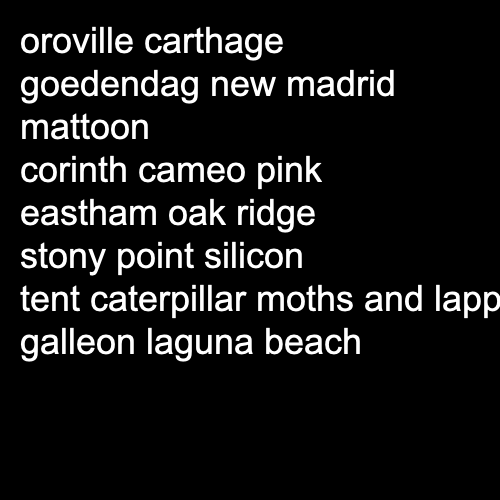 oroville carthage
goedendag new madrid
mattoon
corinth cameo pink
eastham oak ridge
stony point silicon
tent caterpillar moths and lapp
galleon laguna beach